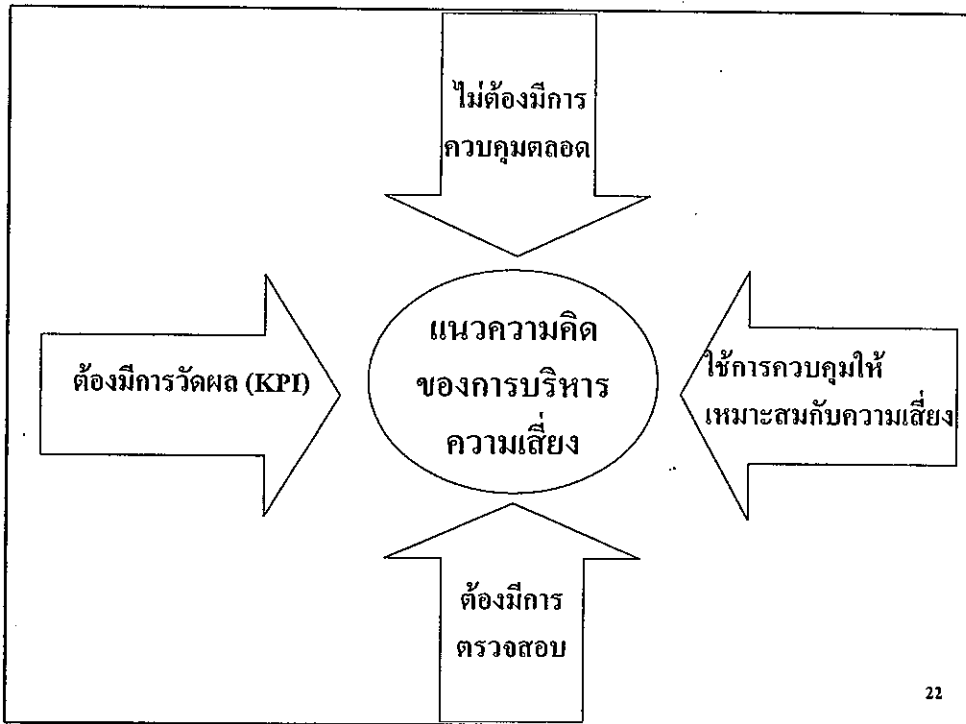 ไม่ต้องมีการ
ควบคุมตลอด
แนวความคิด
ของการบริหาร
ความเสี่ยง
ต้องมีการวัดผล (KPI)
ใช้การควบคุมให้
เหมาะสมกับความเสี่ยง
ต้องมีการ
ตรวจสอบ
22